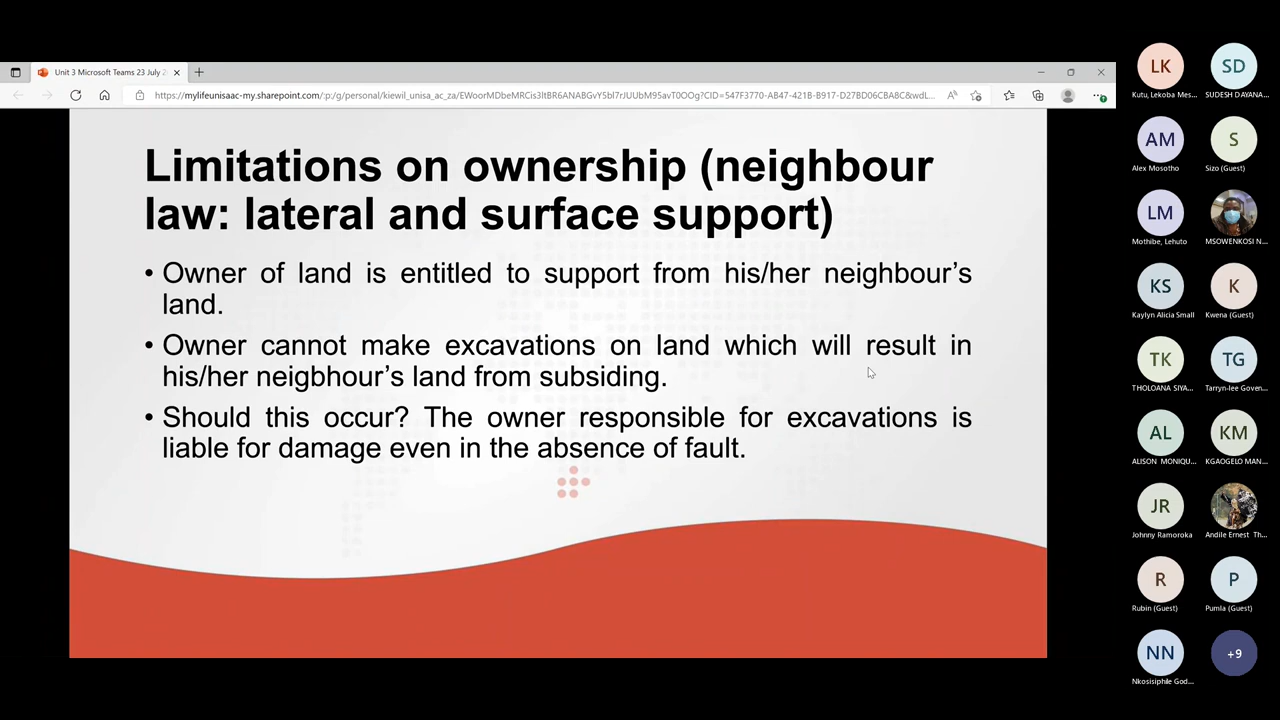 Unit 3 Microsoft Teams 23 July 2
https://mylifeunisaac-my.sharepoint.com/:p:/g/personal/kiewil_unisa_ac_za/EWoorMDbeMRCis3ltBR6ANABGvY5bl7rJUUbM95avT0OOg?CID=547F3770-AB47-421B-B917-D27BD06CBA8C&wdL...
Limitations on ownership (neighbour
law: lateral and surface support)
• Owner of land is entitled to support from his/her neighbour's
land.
• Owner cannot make excavations on land which will result in
his/her neigbhour's land from subsiding.
• Should this occur? The owner responsible for excavations is
liable for damage even in the absence of fault.
LK SD
Kutu, Lekoba Mes... SUDESH DAYANA...
AM S
Alex Mosotho Sizo (Guest)
LM
Mothibe, Lehuto MSOWENKOSI N...
KS K
Kaylyn Alicia Small Kwena (Guest)
TK TG
THOLOANA SIYA... Tarryn-lee Goven...
AL KM
ALISON MONIQU... KGAOGELO MAN...
JR
Johnny Ramoroka Andile Ernest Th...
R P
Rubin (Guest) Pumla (Guest)
NN +9
Nkosisiphile God...